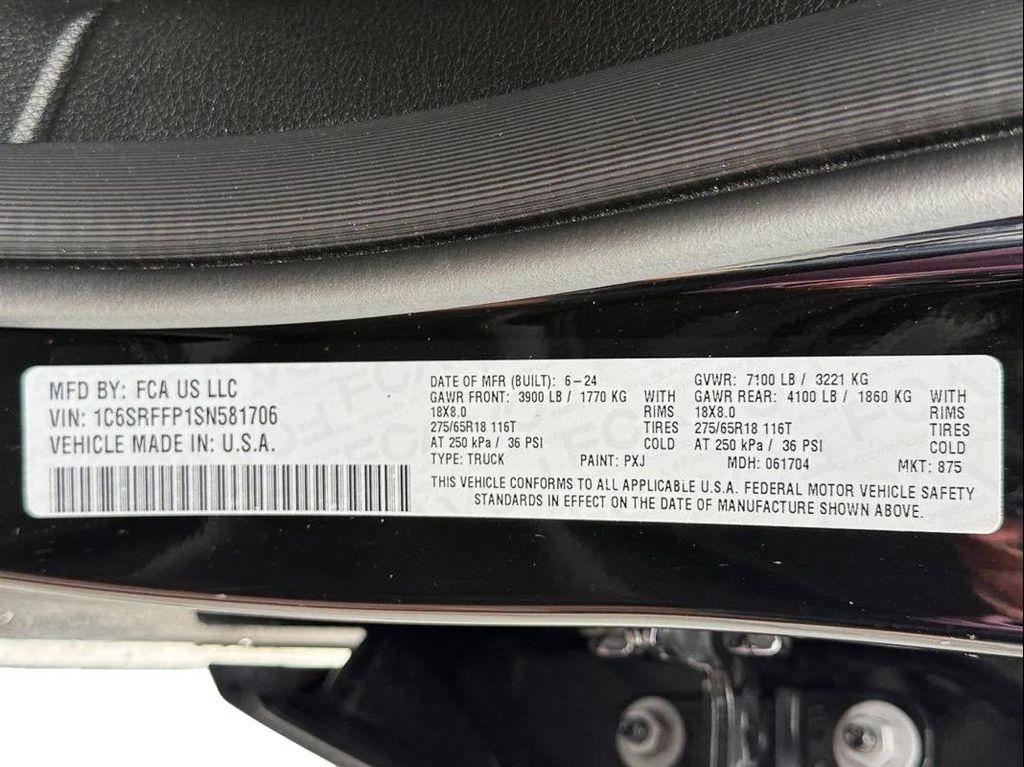 MFD BY: FCA US LLC
VIN: 1C6SRFFP1SN581706
VEHICLE MADE IN: U.S.A.
DATE OF MFR (BUILT): 6-24 GVWR: 7100 LB / 3221 KG
GAWR FRONT: 3900 LB / 1770 KG WITH GAWR REAR: 4100 LB / 1860 KG WITH
18X8.0 RIMS 18X8.0 RIMS
275/65R18 116T TIRES 275/65R18 116T TIRES
AT 250 kPa / 36 PSI COLD AT 250 kPa / 36 PSI COLD
TYPE: TRUCK PAINT: PXJ MDH: 061704 MKT: 875
THIS VEHICLE CONFORMS TO ALL APPLICABLE U.S.A. FEDERAL MOTOR VEHICLE SAFETY
STANDARDS IN EFFECT ON THE DATE OF MANUFACTURE SHOWN ABOVE.